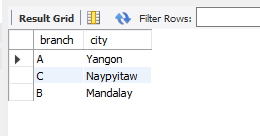 Result Grid Filter Rows:
branch city
A Yangon
C Naypyitaw
B Mandalay